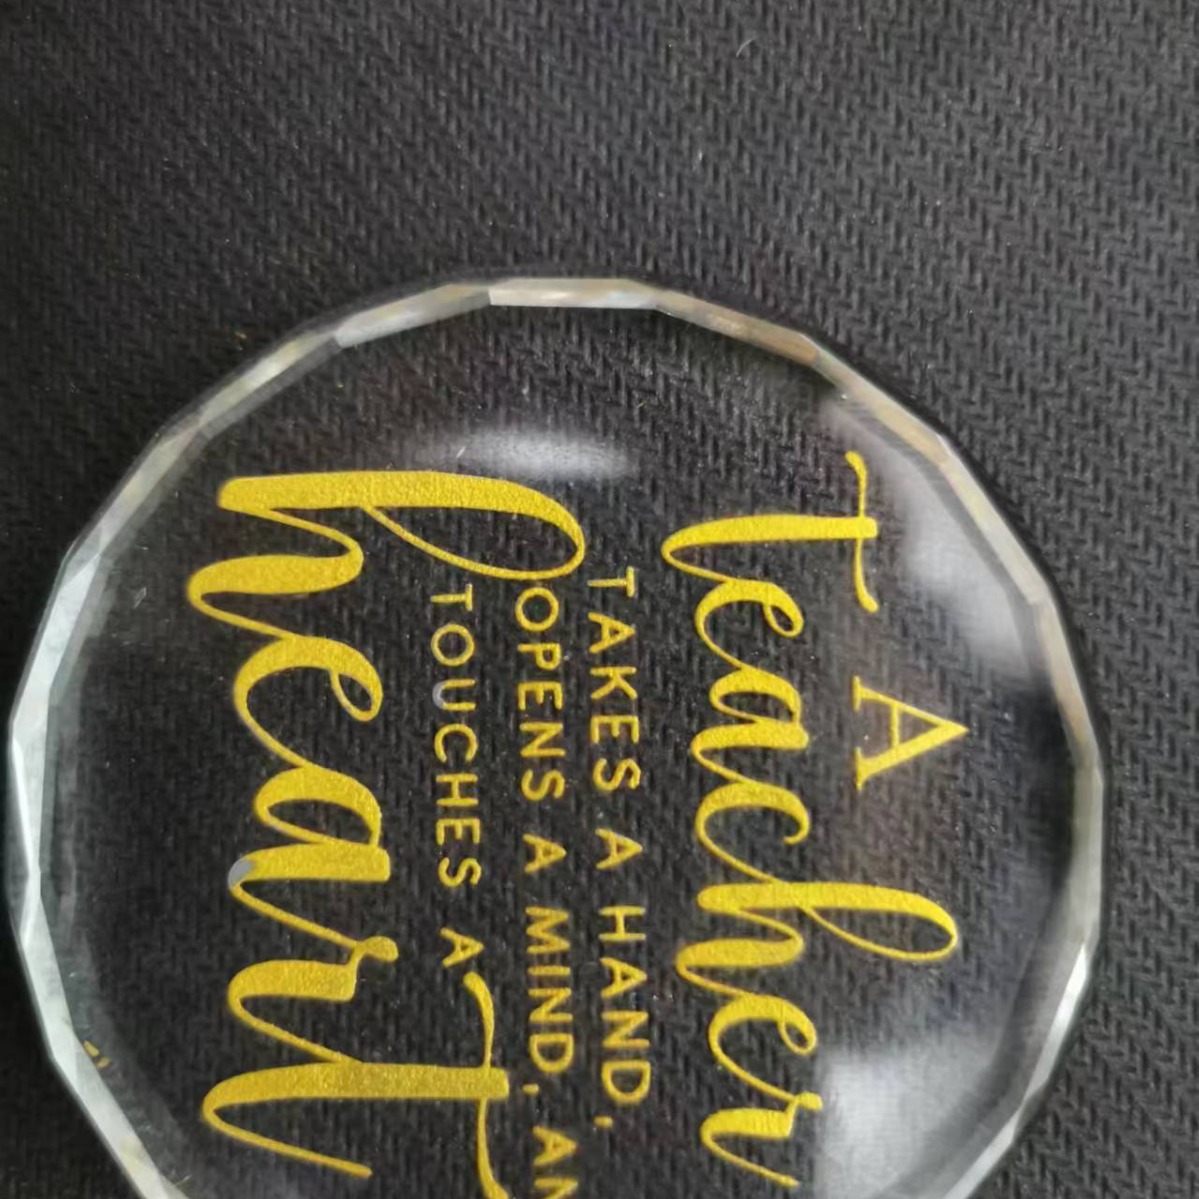 A
Teacher
TAKES A HAND,
OPENS A MIND, AN
TOUCHES A
heart